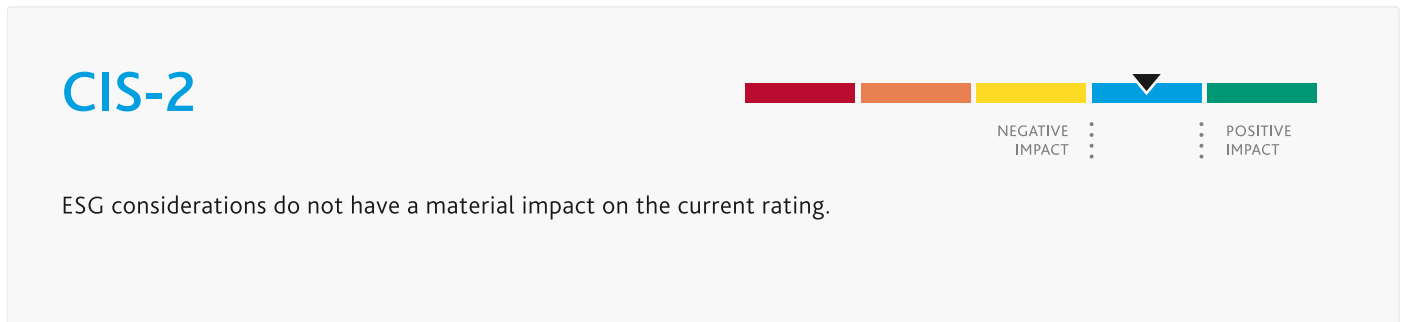 CIS-2
NEGATIVE
IMPACT
POSITIVE
IMPACT
ESG considerations do not have a material impact on the current rating.